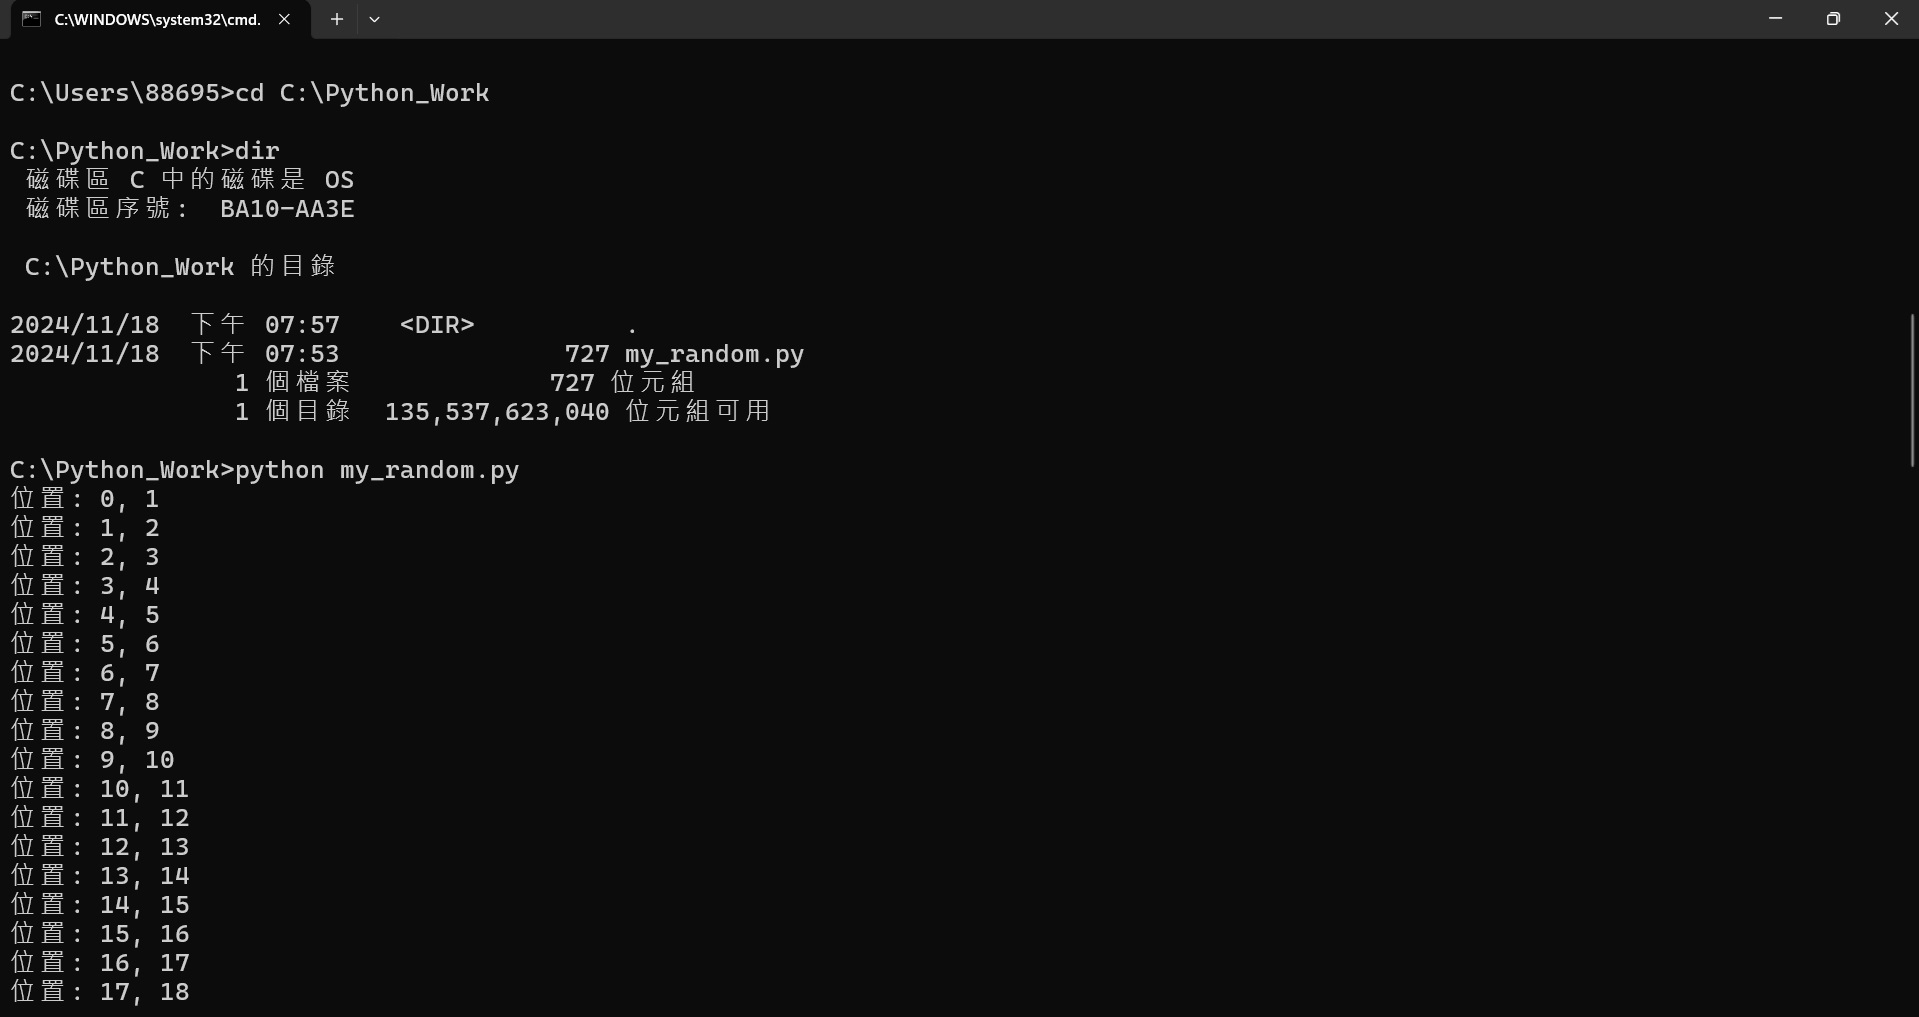 C:\WINDOWS\system32\cmd.
C:\Users\88695>cd C:\Python_Work
C:\Python_Work>dir
磁碟區 C 中的磁碟是 OS
磁碟區序號:  BA10-AA3E
C:\Python_Work 的目錄
2024/11/18  下午 07:57    <DIR>          .
2024/11/18  下午 07:53               727 my_random.py
1 個檔案             727 位元組
1 個目錄  135,537,623,040 位元組可用
C:\Python_Work>python my_random.py
位置: 0, 1
位置: 1, 2
位置: 2, 3
位置: 3, 4
位置: 4, 5
位置: 5, 6
位置: 6, 7
位置: 7, 8
位置: 8, 9
位置: 9, 10
位置: 10, 11
位置: 11, 12
位置: 12, 13
位置: 13, 14
位置: 14, 15
位置: 15, 16
位置: 16, 17
位置: 17, 18